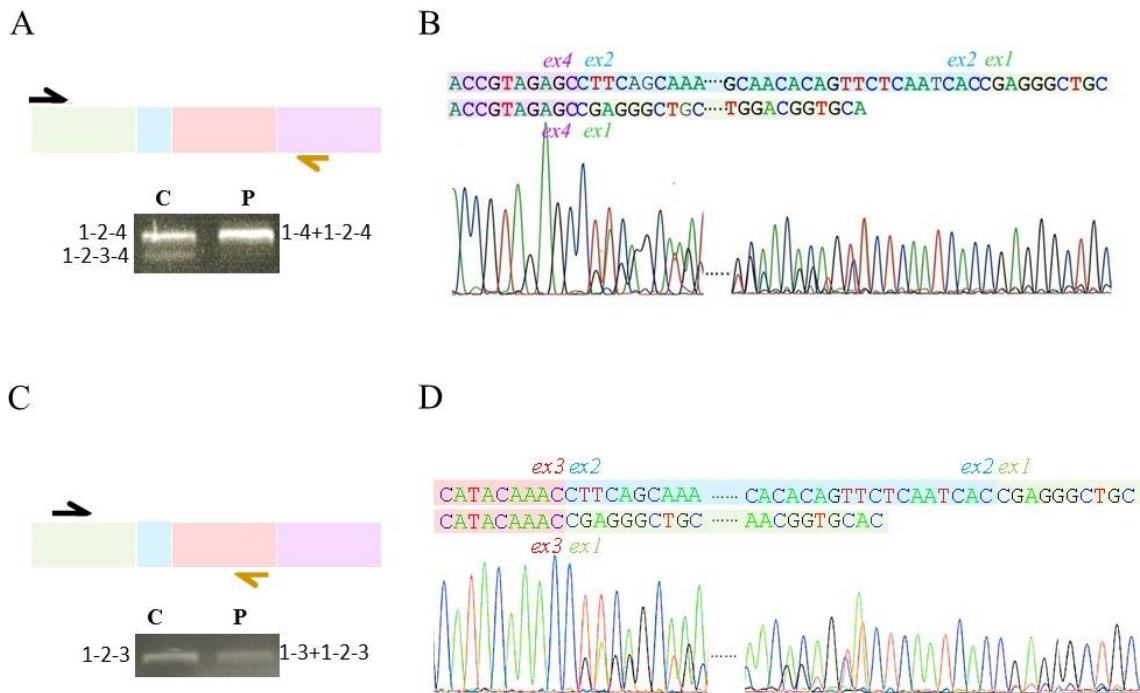 A
C P
1-2-4 1-4+1-2-4
1-2-3-4
B
ex4 ex2 ex2 ex1
ACCGTAGAGCCTTCAGCAAA····GCAACACAGTTCTCAATCACCGAGGGCTGC
ACCGTAGAGCCGAGGGCTGC·····TGGACGGTGCA
ex4 ex1
......
C
C P
1-2-3 1-3+1-2-3
D
ex3 ex2 ex2 ex1
CATACAAACCTTCAGCAAA ...... CACACAGTTCTCAATCACCGAGGGCTGC
CATACAAACCGAGGGCTGC ...... AACGGTGCAC
ex3 ex1
......